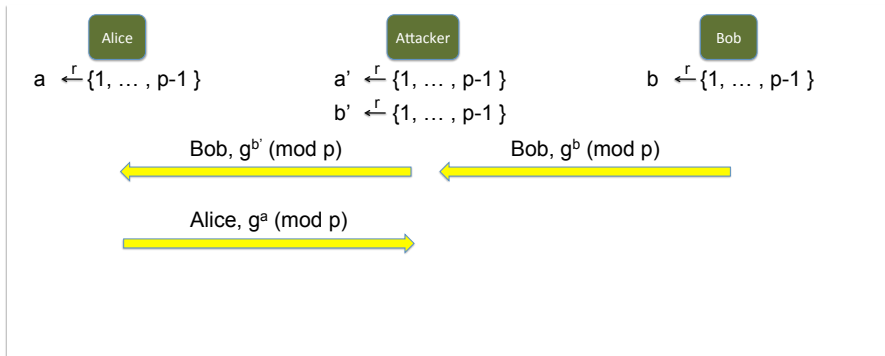 Alice Attacker Bob
a ←r {1, … , p-1 } a’ ←r {1, … , p-1 } b ←r {1, … , p-1 }
b’ ←r {1, … , p-1 }
Bob, g^b’ (mod p) Bob, g^b (mod p)
Alice, g^a (mod p)